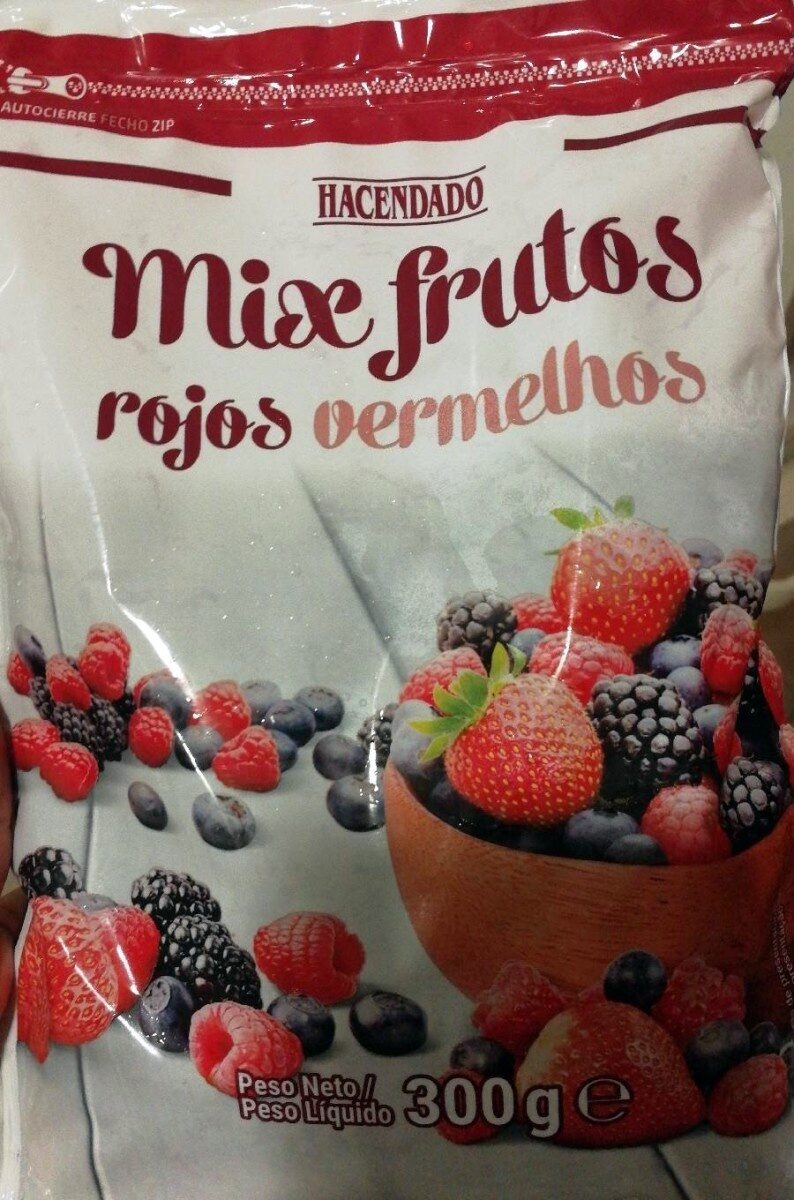 AUTOCIERRE FECHO ZIP
HACENDADO
Mix frutos
rojos vermelhos
Peso Neto/
Peso Líquido 300g ℮